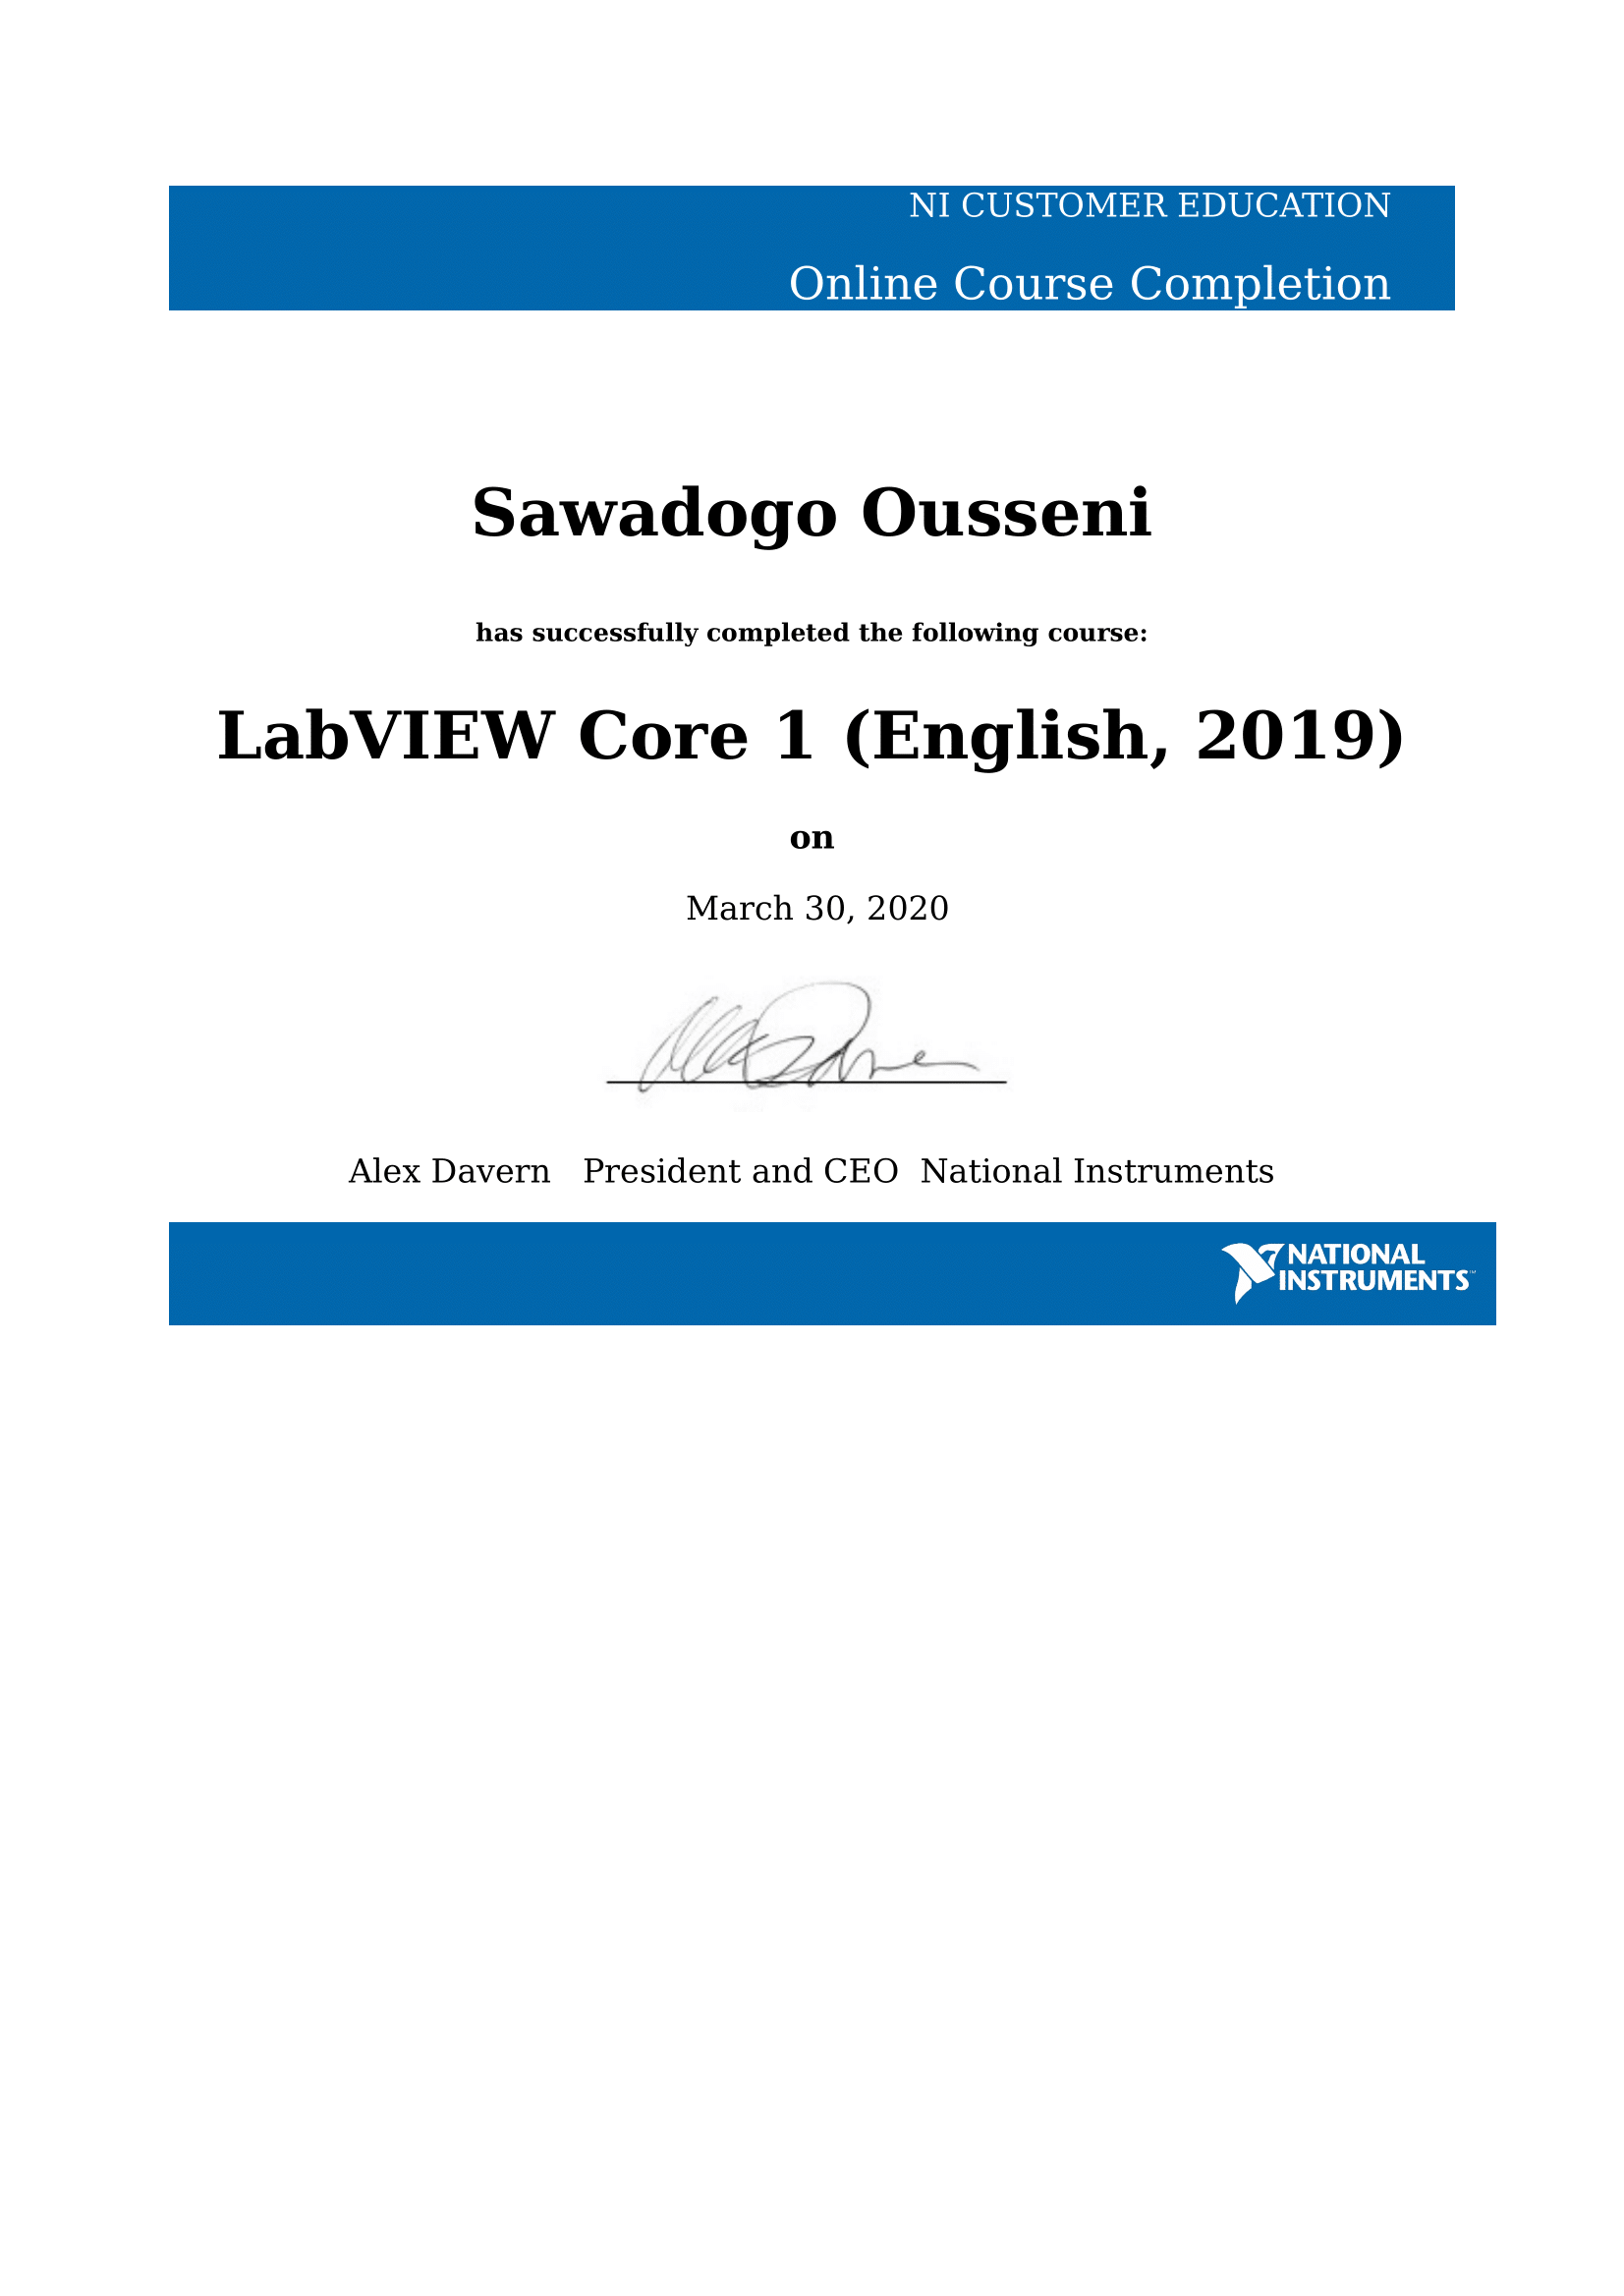 NI CUSTOMER EDUCATION
Online Course Completion
Sawadogo Ousseni
has successfully completed the following course:
LabVIEW Core 1 (English, 2019)
on
March 30, 2020
Alex Davern President and CEO National Instruments
NATIONAL
INSTRUMENTS™